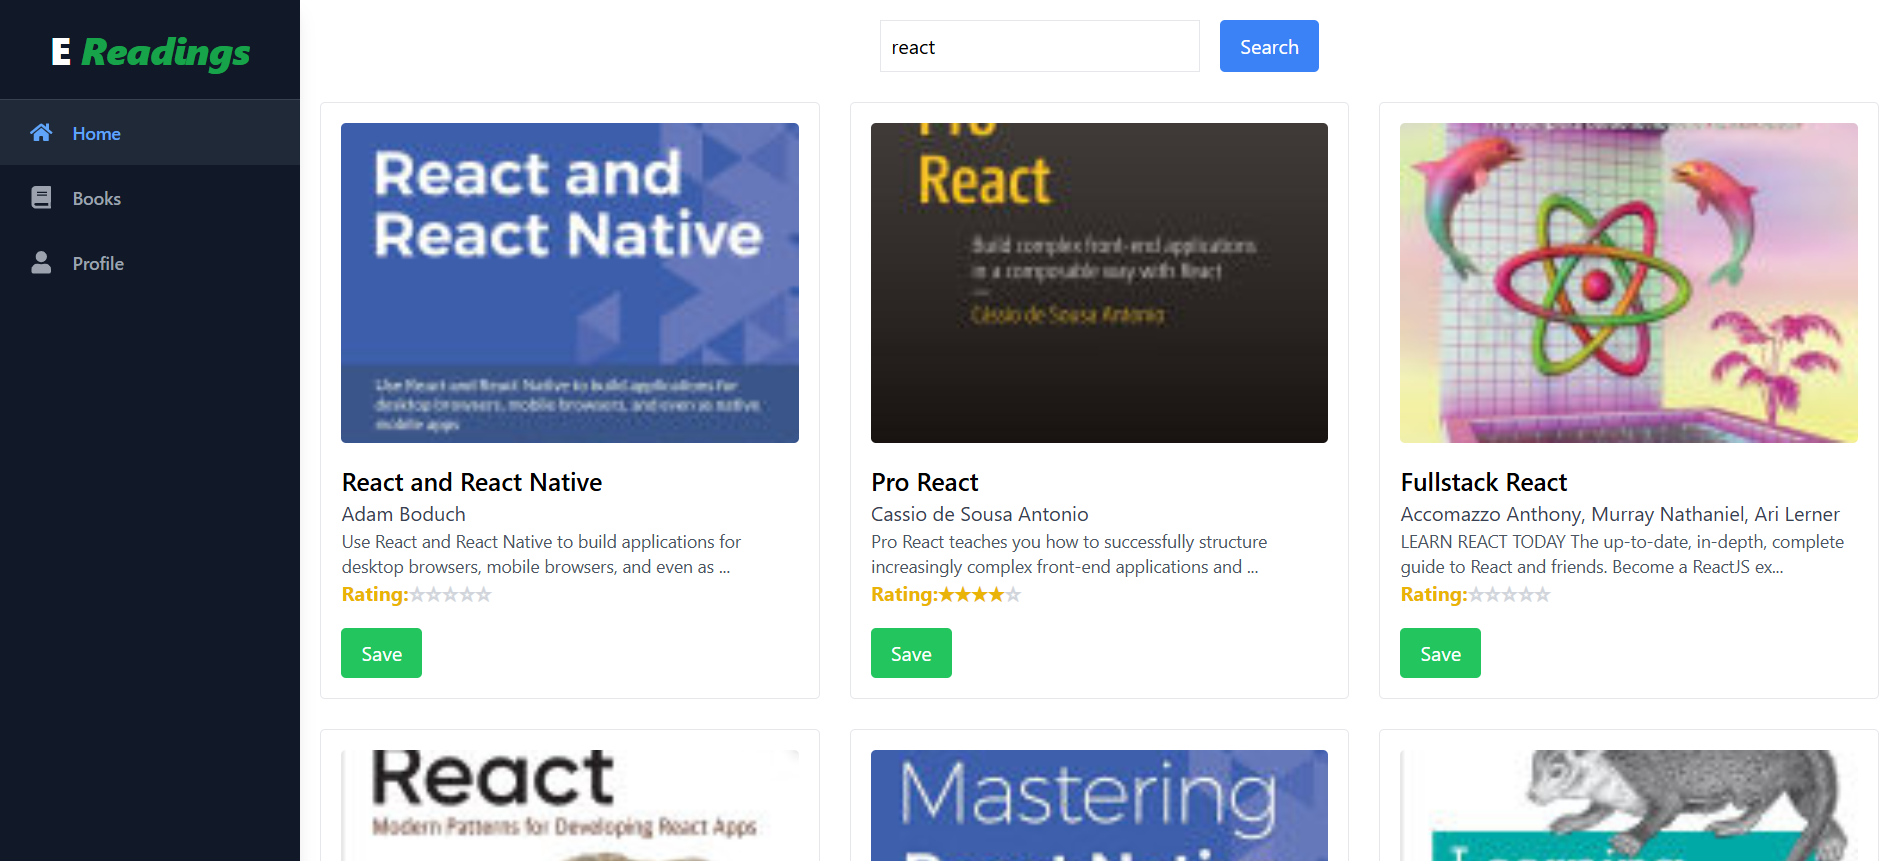 E Readings
Home
Books
Profile
react
Search
React and
React Native
Use React and React Native to build applications for
desktop browsers, mobile browsers, and even as native
mobile apps
React and React Native
Adam Boduch
Use React and React Native to build applications for
desktop browsers, mobile browsers, and even as ...
Rating:☆☆☆☆☆
Save
Pro
React
Build complex front-end applications
in a composable way with React
—
Cássio de Sousa Antonio
Pro React
Cassio de Sousa Antonio
Pro React teaches you how to successfully structure
increasingly complex front-end applications and ...
Rating:★★★★☆
Save
Fullstack React
Accomazzo Anthony, Murray Nathaniel, Ari Lerner
LEARN REACT TODAY The up-to-date, in-depth, complete
guide to React and friends. Become a ReactJS ex...
Rating:☆☆☆☆☆
Save
React
Modern Patterns for Developing React Apps
Mastering
React Nati
Learning